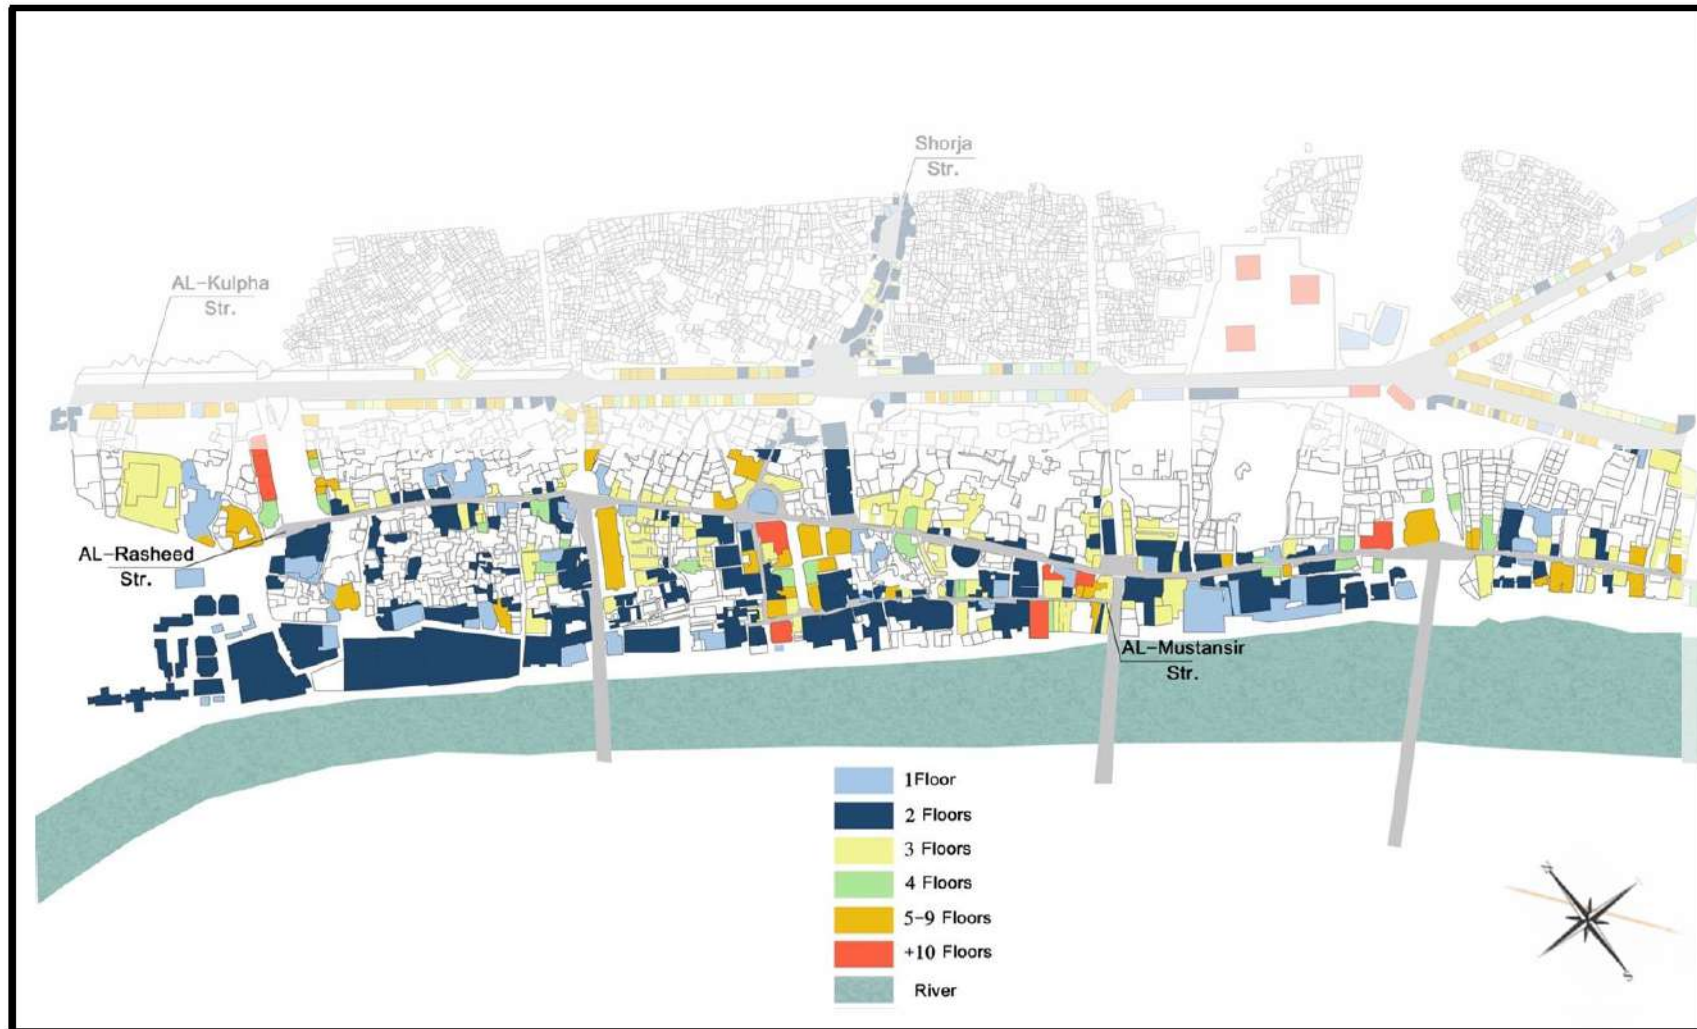 Shorja
Str.
AL-Kulpha
Str.
AL-Rasheed
Str.
AL-Mustansir
Str.
1Floor
2 Floors
3 Floors
4 Floors
5-9 Floors
+10 Floors
River
S